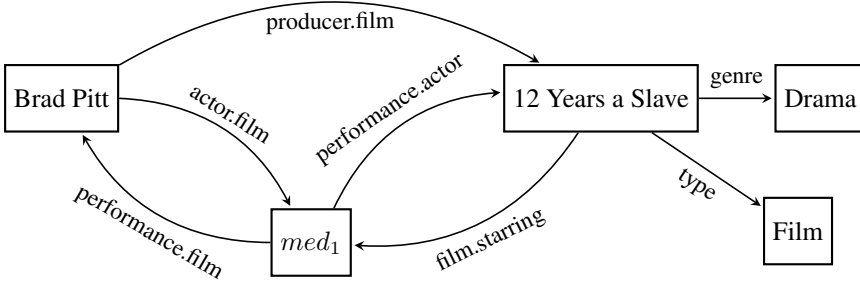 producer.film
Brad Pitt
actor.film
performance.actor
12 Years a Slave
genre
Drama
performance.film
med1
film.starring
type
Film